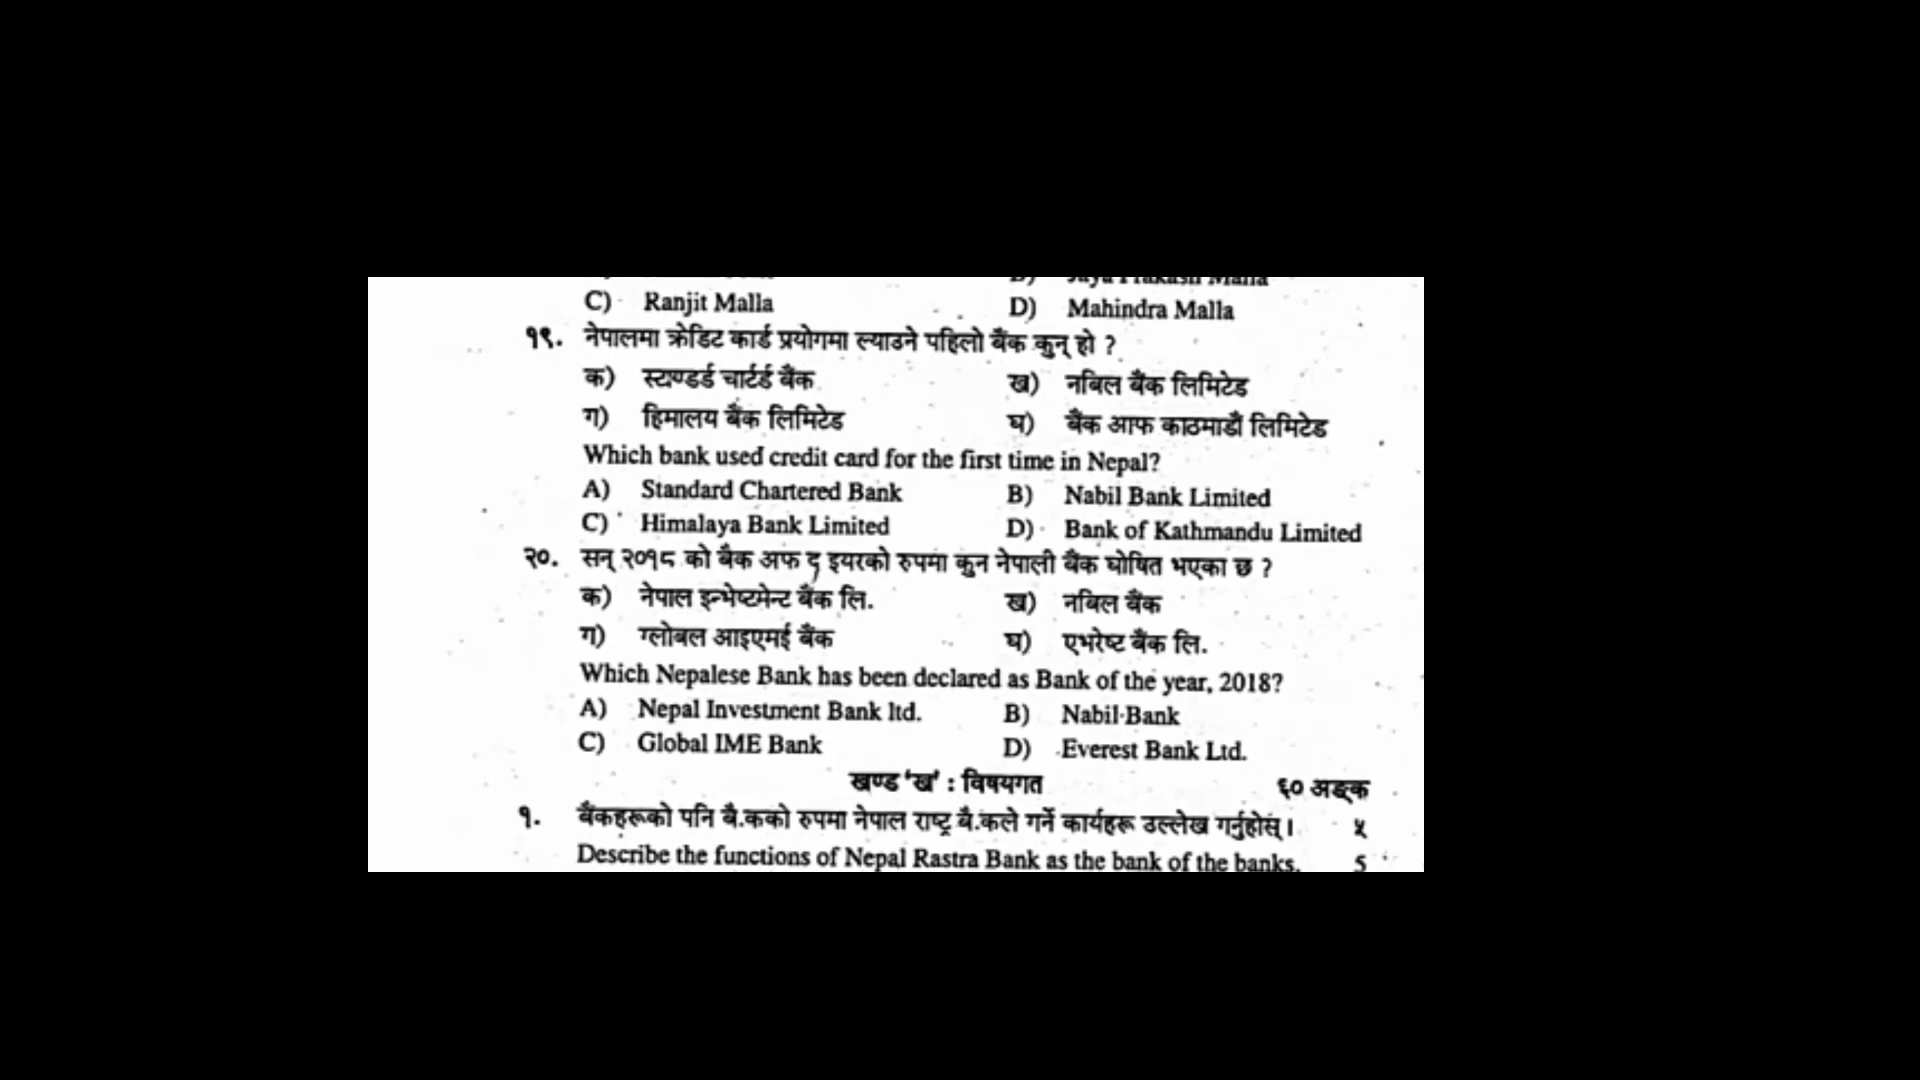 B) Jaya Prakash Malla
C) Ranjit Malla D) Mahindra Malla
१९. नेपालमा क्रेडिट कार्ड प्रयोगमा ल्याउने पहिलो बैंक कुन् हो ?
क) स्टाण्डर्ड चार्टर्ड बैंक ख) नबिल बैंक लिमिटेड
ग) हिमालय बैंक लिमिटेड घ) बैंक आफ काठमाडौं लिमिटेड
Which bank used credit card for the first time in Nepal?
A) Standard Chartered Bank B) Nabil Bank Limited
C) Himalaya Bank Limited D) Bank of Kathmandu Limited
२०. सन् २०१८ को बैक अफ द् इयरको रुपमा कुन नेपाली बैंक घोषित भएका छ ?
क) नेपाल इन्भेष्टमेन्ट बैंक लि. ख) नबिल बैंक
ग) ग्लोबल आइएमई बैंक घ) एभरेष्ट बैंक लि.
Which Nepalese Bank has been declared as Bank of the year, 2018?
A) Nepal Investment Bank ltd. B) Nabil Bank
C) Global IME Bank D) Everest Bank Ltd.
खण्ड 'ख' : विषयगत ६० अङ्क
१. बैंकहरूको पनि बै.कको रुपमा नेपाल राष्ट्र बै.कले गर्ने कार्यहरू उल्लेख गर्नुहोस् । ५
Describe the functions of Nepal Rastra Bank as the bank of the banks. 5